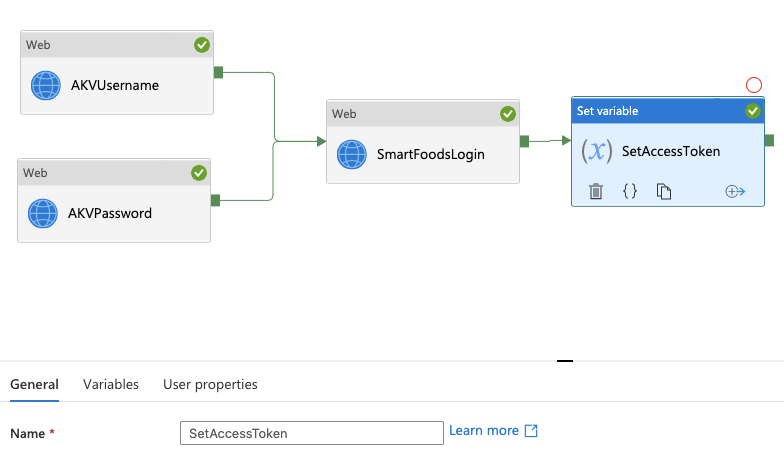 Web
AKVUsername
Web
AKVPassword
Web
SmartFoodsLogin
Set variable
(x) SetAccessToken
{}
General Variables User properties
Name * SetAccessToken Learn more